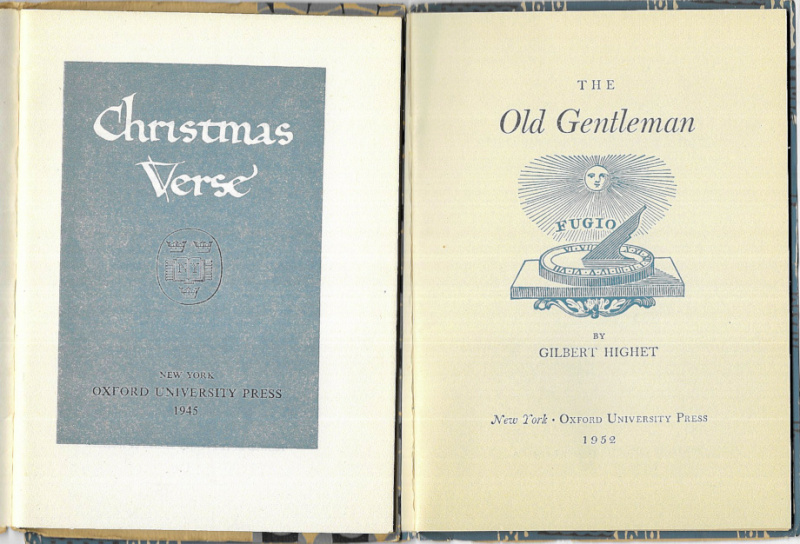 Christmas
Verse
NEW YORK
OXFORD UNIVERSITY PRESS
1945
THE
Old Gentleman
FUGIO
BY
GILBERT HIGHET
New York · OXFORD UNIVERSITY PRESS
1952